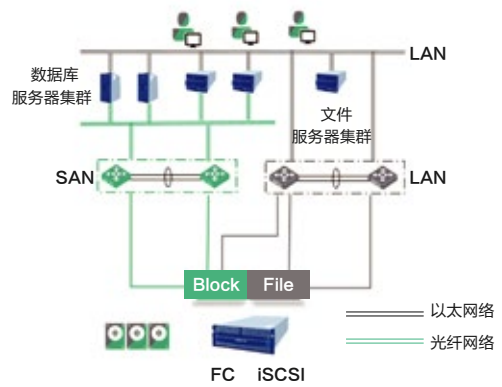 LAN
数据库
服务器集群
文件
服务器集群
SAN
LAN
Block File
以太网络
光纤网络
FC iSCSI